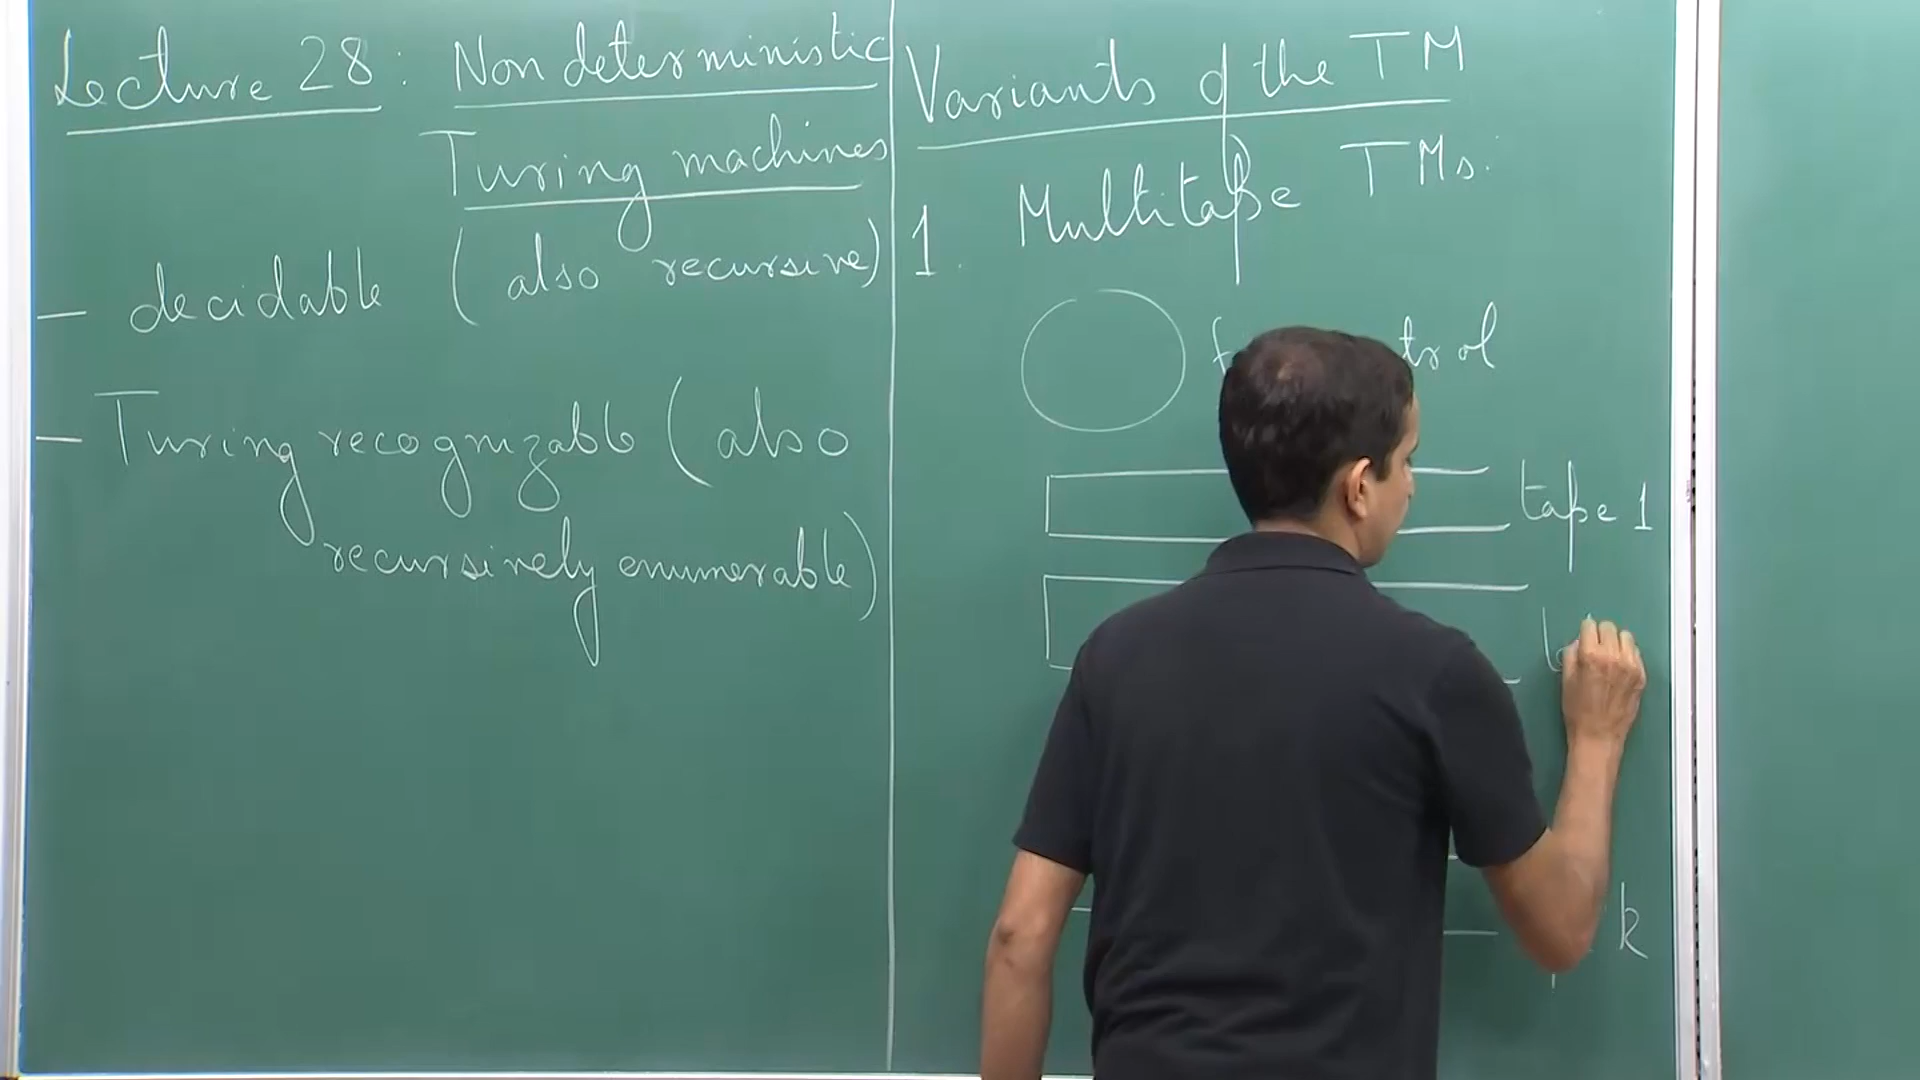 Lecture 28: Non deterministic
Turing machines
- decidable (also recursive)
- Turing recognizable (also
recursively enumerable)
Variants of the TM
1. Multitape TMs.
tape 1
k